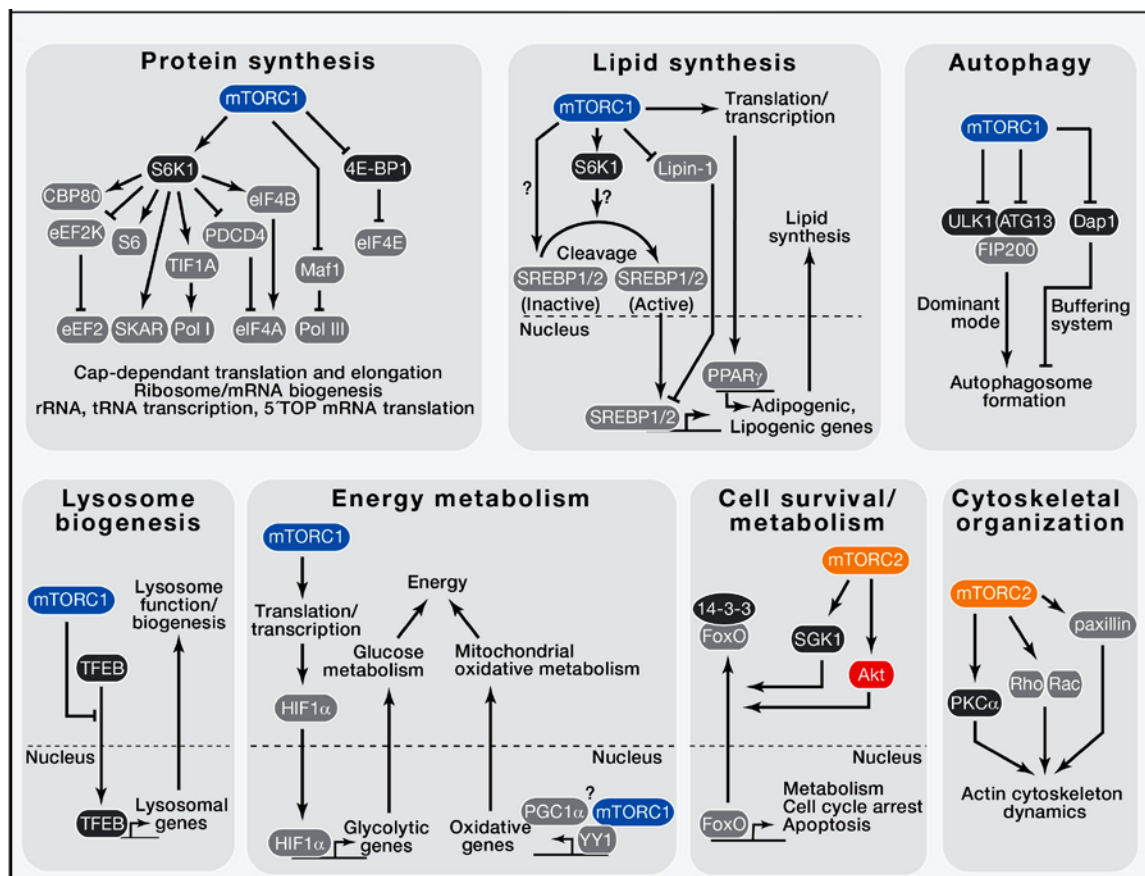 Protein synthesis
mTORC1
S6K1
4E-BP1
CBP80
eIF4B
eEF2K
S6
PDCD4
eIF4E
TIF1A
Maf1
eEF2
SKAR
Pol I
eIF4A
Pol III
Cap-dependant translation and elongation
Ribosome/mRNA biogenesis
rRNA, tRNA transcription, 5´TOP mRNA translation
Lipid synthesis
mTORC1
Translation/
transcription
S6K1
Lipin-1
?
?
Lipid
synthesis
Cleavage
SREBP1/2
SREBP1/2
(Inactive)
(Active)
Nucleus
PPARγ
SREBP1/2
Adipogenic,
Lipogenic genes
Autophagy
mTORC1
ULK1
ATG13
Dap1
FIP200
Dominant
mode
Buffering
system
Autophagosome
formation
Lysosome
biogenesis
mTORC1
Lysosome
function/
biogenesis
TFEB
Nucleus
TFEB
Lysosomal
genes
Energy metabolism
mTORC1
Energy
Translation/
transcription
Glucose
metabolism
Mitochondrial
oxidative metabolism
HIF1α
Nucleus
?
PGC1α
mTORC1
HIF1α
Glycolytic
genes
Oxidative
genes
YY1
Cell survival/
metabolism
mTORC2
14-3-3
FoxO
SGK1
Akt
Nucleus
Metabolism
Cell cycle arrest
Apoptosis
FoxO
Cytoskeletal
organization
mTORC2
paxillin
Rho
Rac
PKCα
Actin cytoskeleton
dynamics